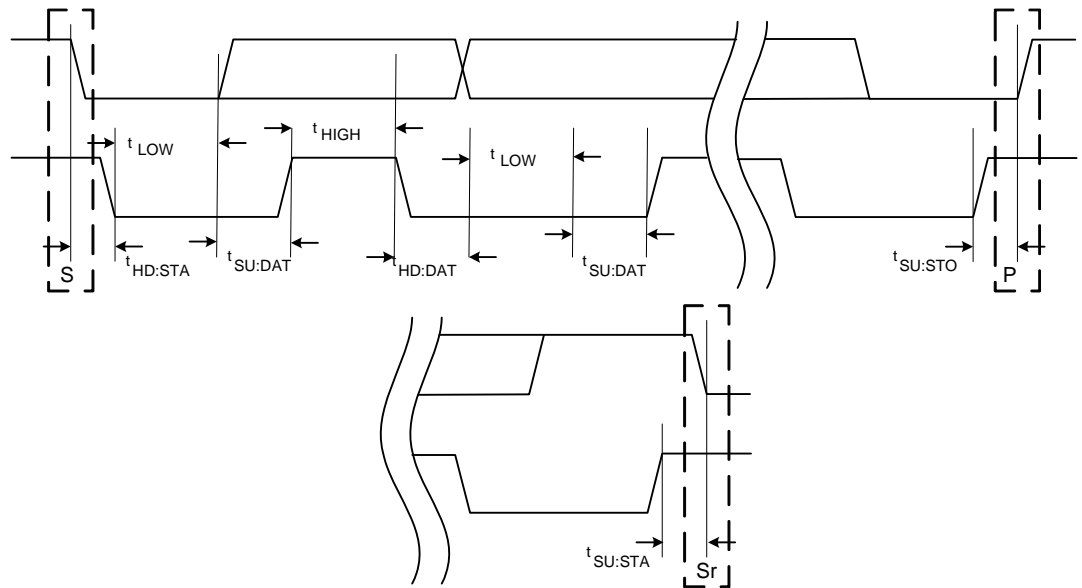 t HIGH
t LOW
t LOW
t HD:STA
t SU:DAT
t HD:DAT
t SU:DAT
t SU:STO
S
P
t SU:STA
Sr